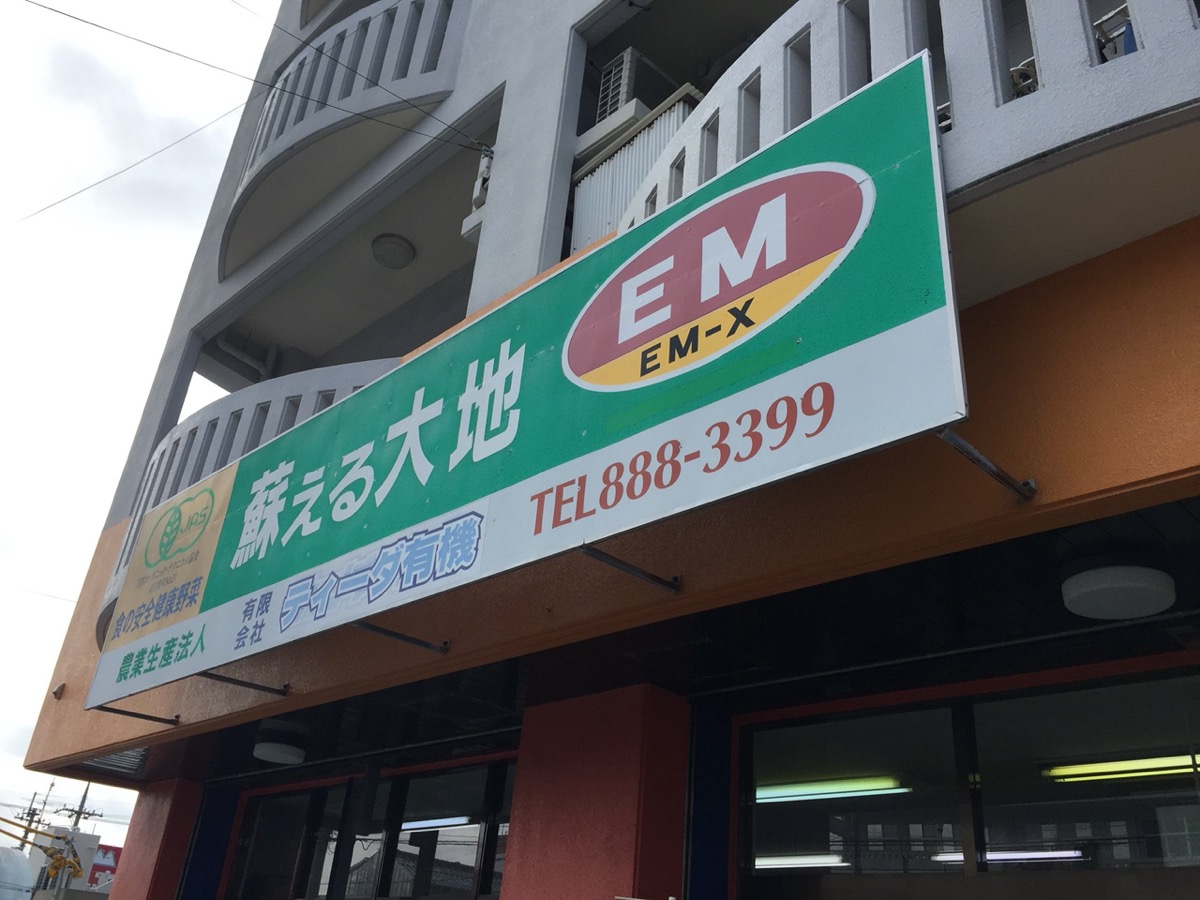 JAS
食の安全健康野菜
農業生産法人
蘇える大地
有限
会社
ティーダ有機
EM
EM-X
TEL888-3399